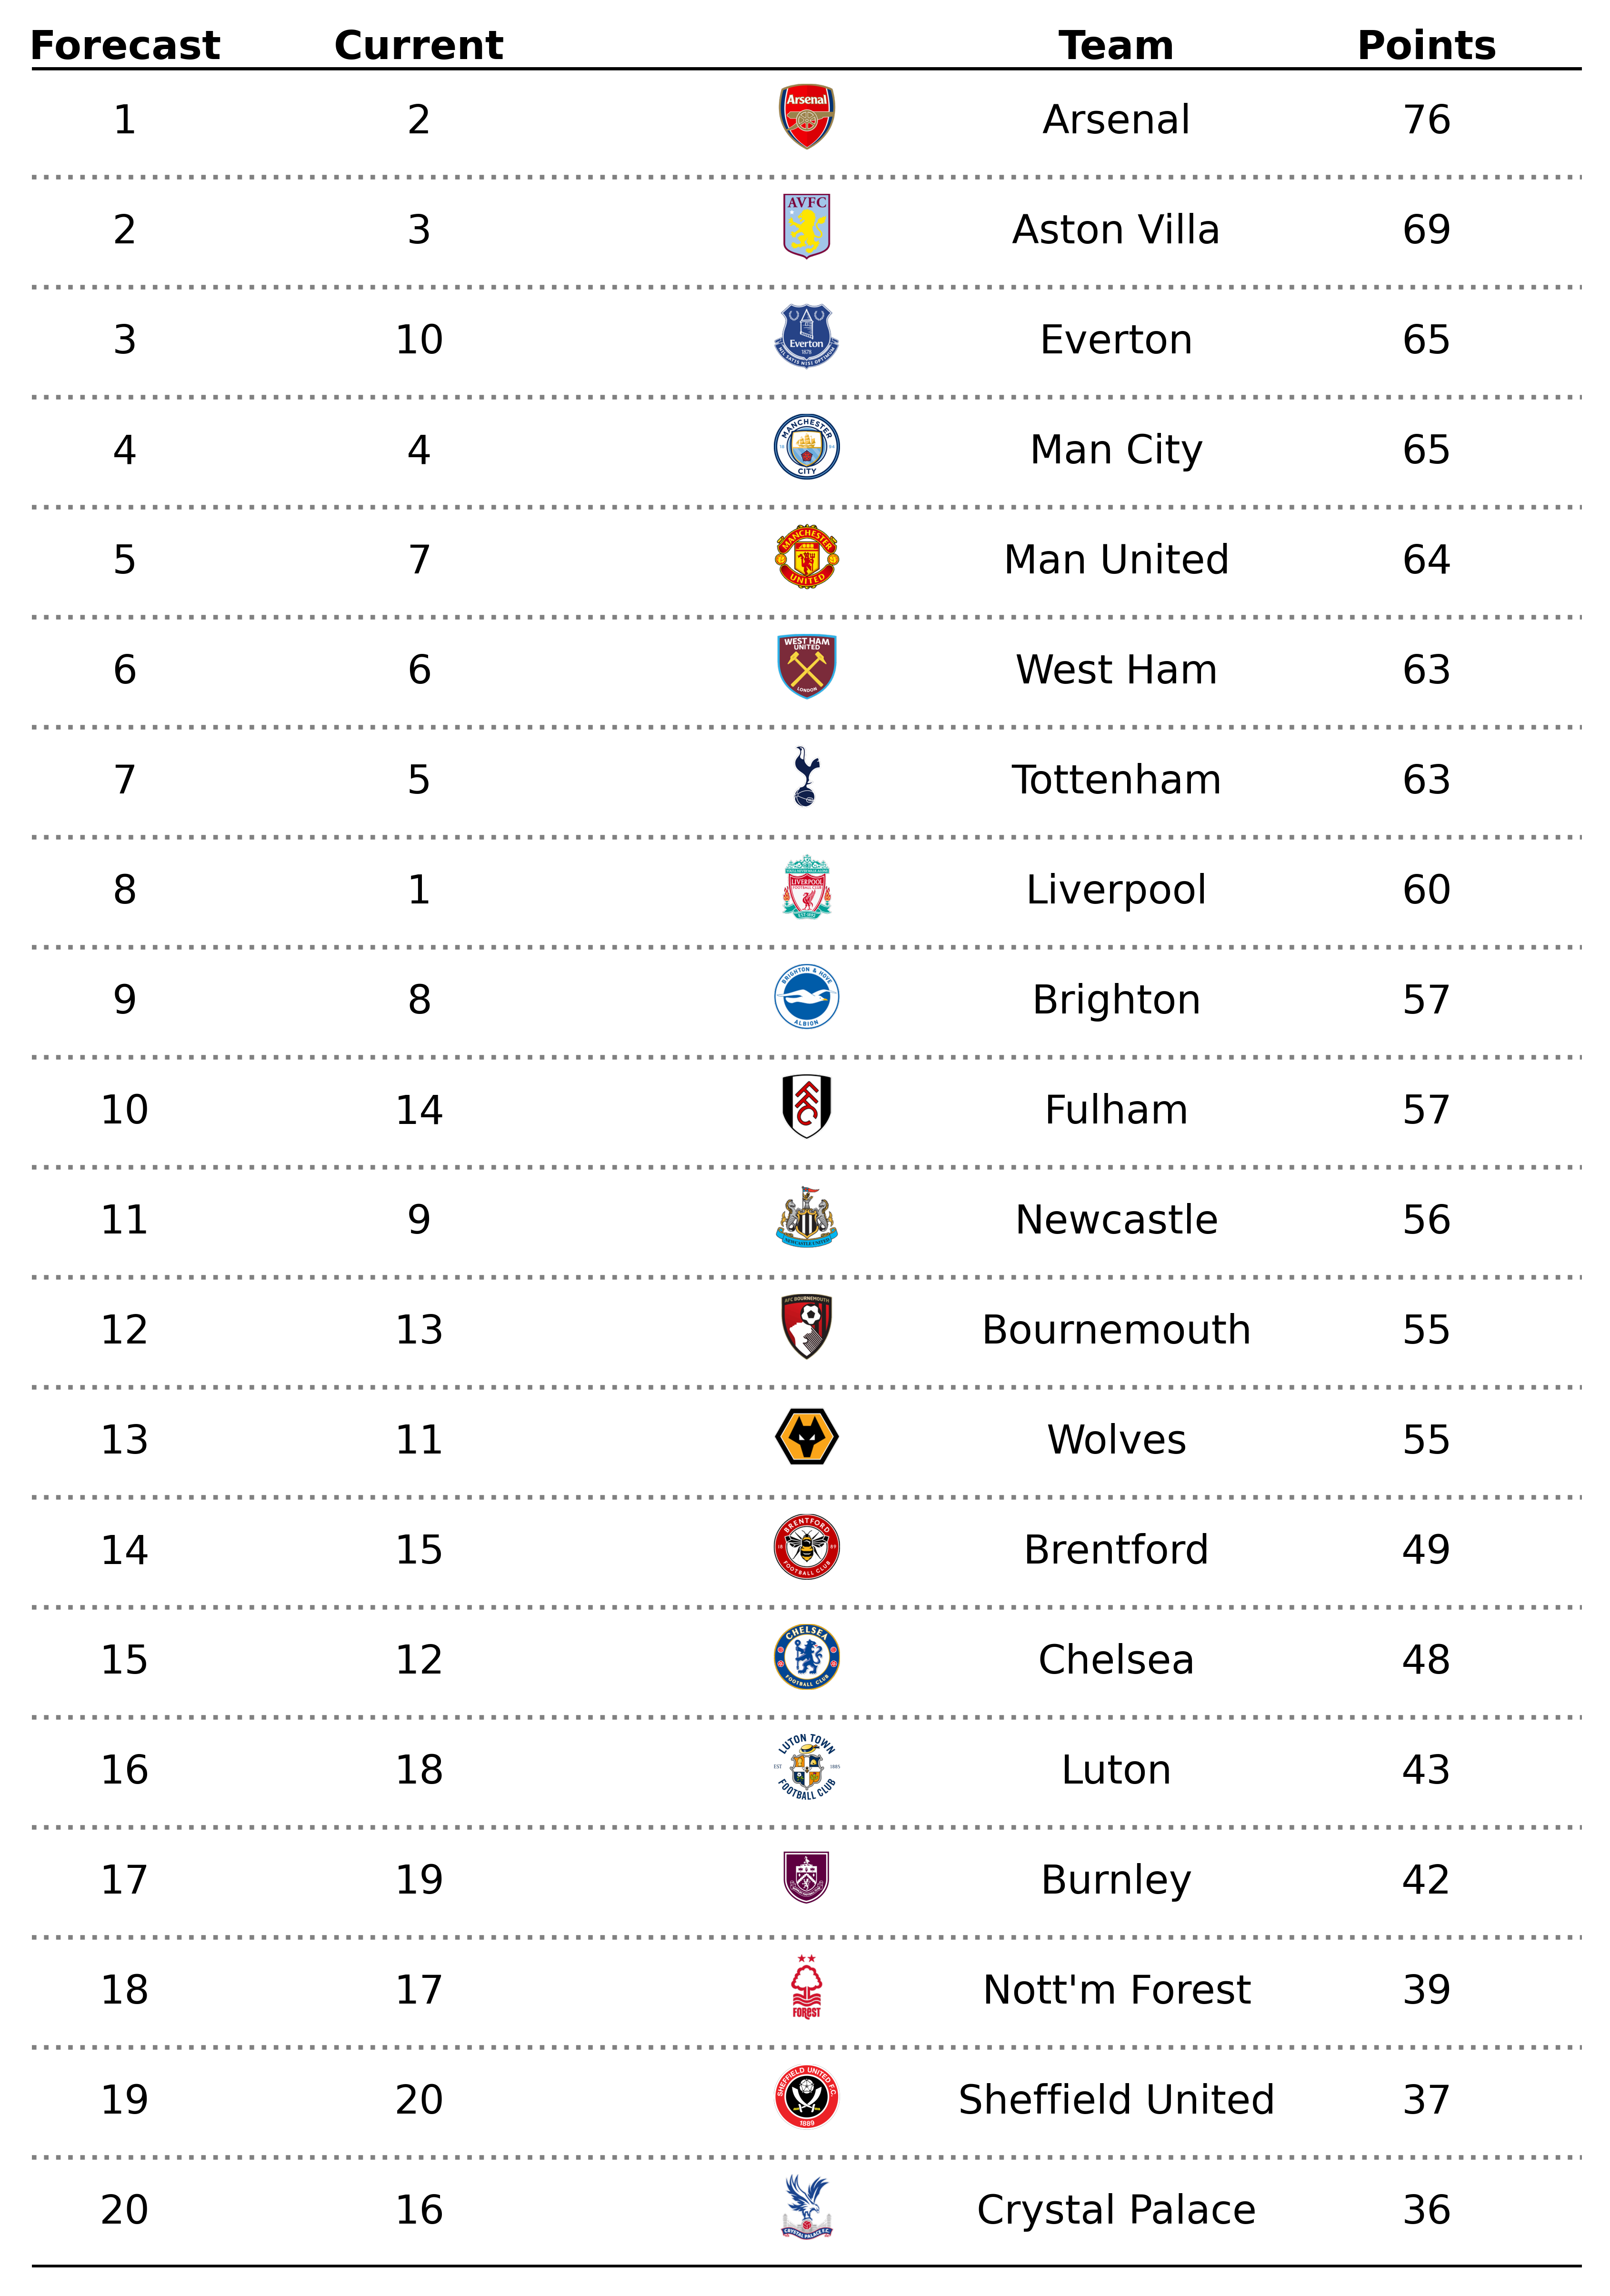 Forecast Current Team Points
1 2 Arsenal Arsenal 76
2 3 AVFC Aston Villa 69
3 10 Everton 1878 Everton 65
4 4 MANCHESTER CITY Man City 65
5 7 MANCHESTER UNITED Man United 64
6 6 WEST HAM UNITED LONDON West Ham 63
7 5 Tottenham 63
8 1 LIVERPOOL FOOTBALL CLUB Liverpool 60
9 8 BRIGHTON & HOVE ALBION Brighton 57
10 14 FFC Fulham 57
11 9 Newcastle 56
12 13 AFC BOURNEMOUTH Bournemouth 55
13 11 Wolves 55
14 15 BRENTFORD FOOTBALL CLUB 18 89 Brentford 49
15 12 CHELSEA FOOTBALL CLUB Chelsea 48
16 18 LUTON TOWN EST 1885 FOOTBALL CLUB Luton 43
17 19 Burnley 42
18 17 FOREST Nott'm Forest 39
19 20 SHEFFIELD UNITED F.C. 1889 Sheffield United 37
20 16 CRYSTAL PALACE F.C. Crystal Palace 36